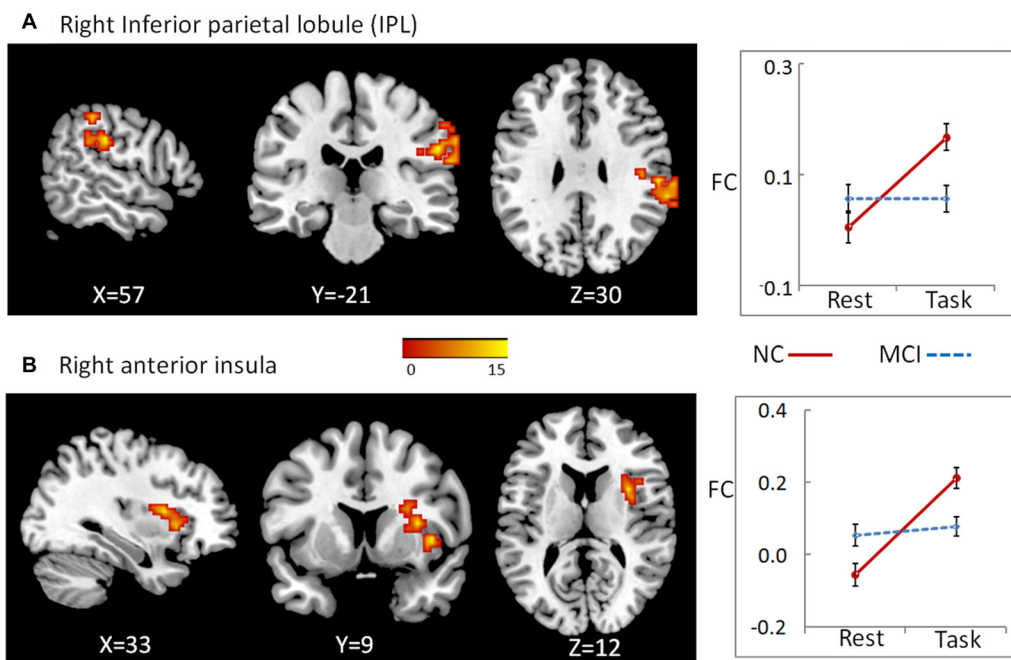 A Right Inferior parietal lobule (IPL)
X=57 Y=-21 Z=30
0.3
FC 0.1
-0.1
Rest Task
B Right anterior insula
0 15
NC MCI
X=33 Y=9 Z=12
0.4
FC 0.2
0.0
-0.2
Rest Task